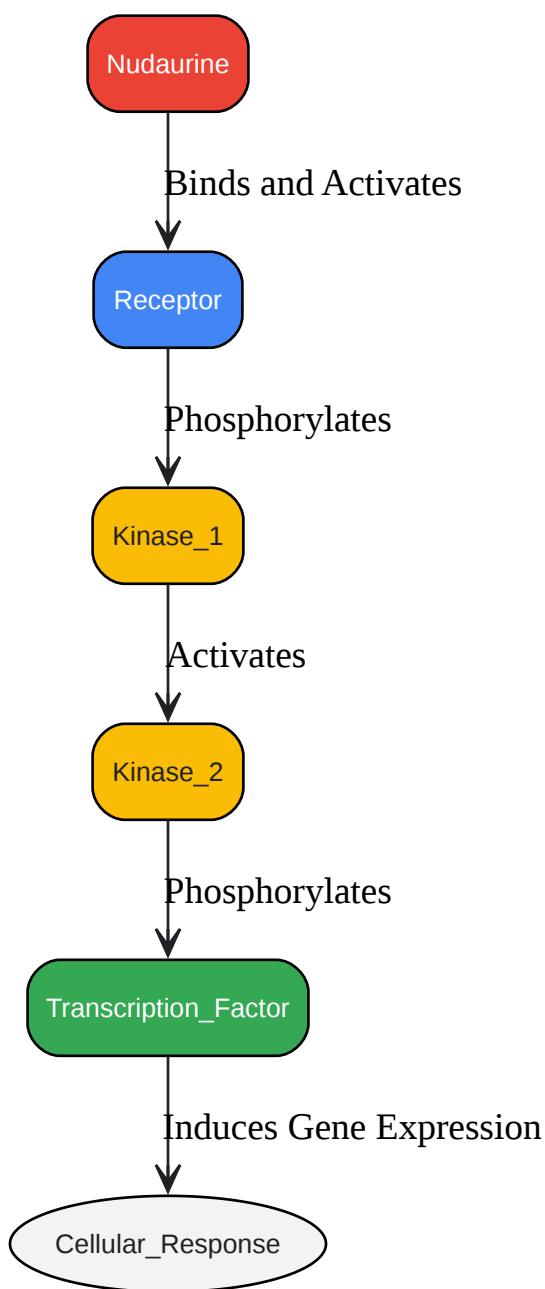 Nudaurine
Binds and Activates
Receptor
Phosphorylates
Kinase_1
Activates
Kinase_2
Phosphorylates
Transcription_Factor
Induces Gene Expression
Cellular_Response